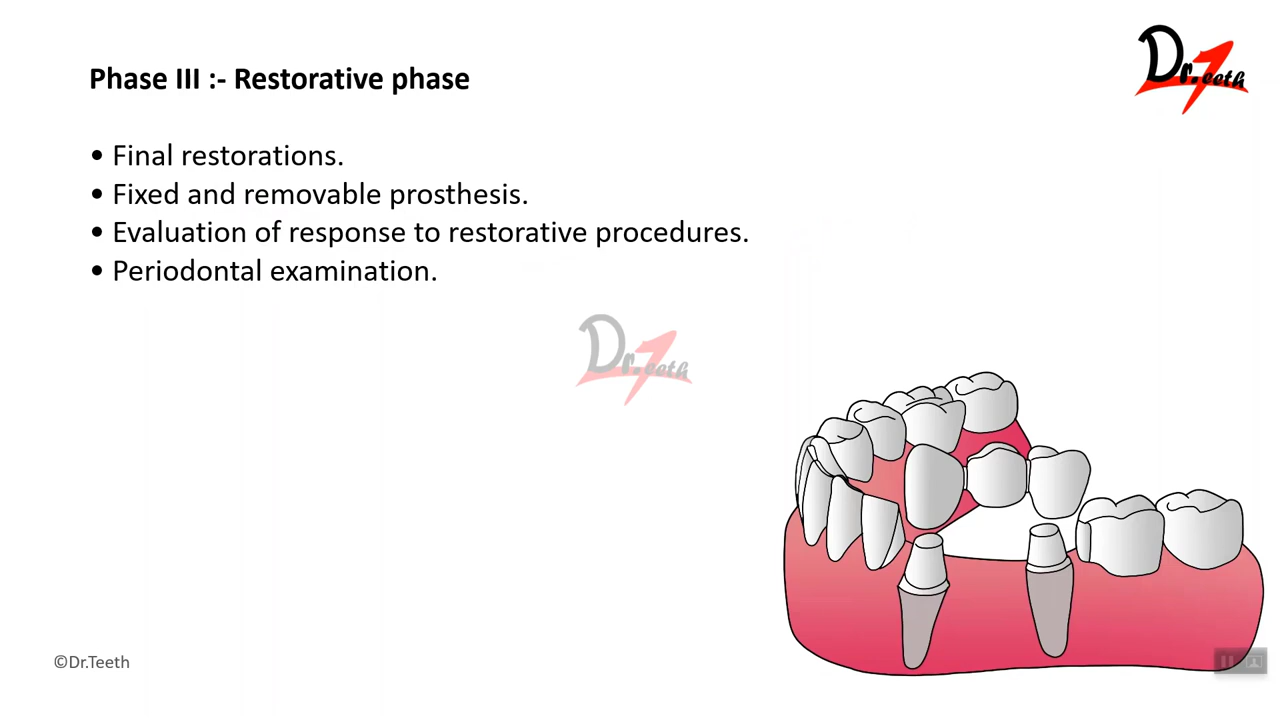 Phase III :- Restorative phase
Dr. Teeth
• Final restorations.
• Fixed and removable prosthesis.
• Evaluation of response to restorative procedures.
• Periodontal examination.
Dr. Teeth
©Dr.Teeth